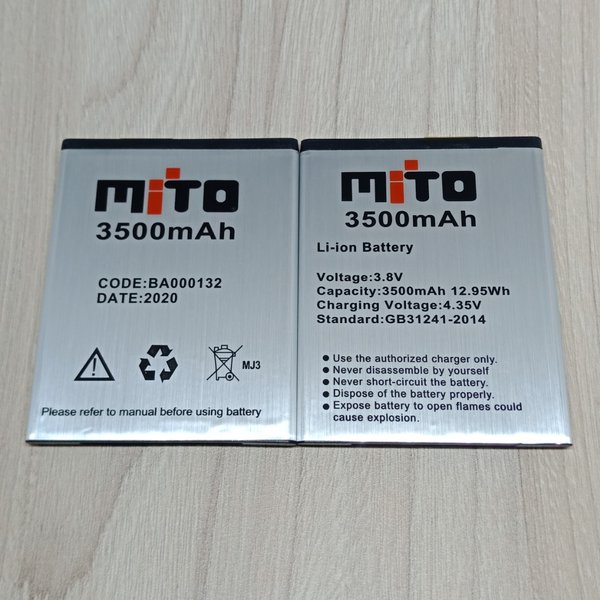 MiTO
3500mAh
CODE:BA000132
DATE:2020
MJ3
Please refer to manual before using battery
MiTO
3500mAh
Li-ion Battery
Voltage:3.8V
Capacity:3500mAh 12.95Wh
Charging Voltage:4.35V
Standard:GB31241-2014
Use the authorized charger only.
Never disassemble by yourself
Never short-circuit the battery.
Dispose of the battery properly.
Expose battery to open flames could
cause explosion.